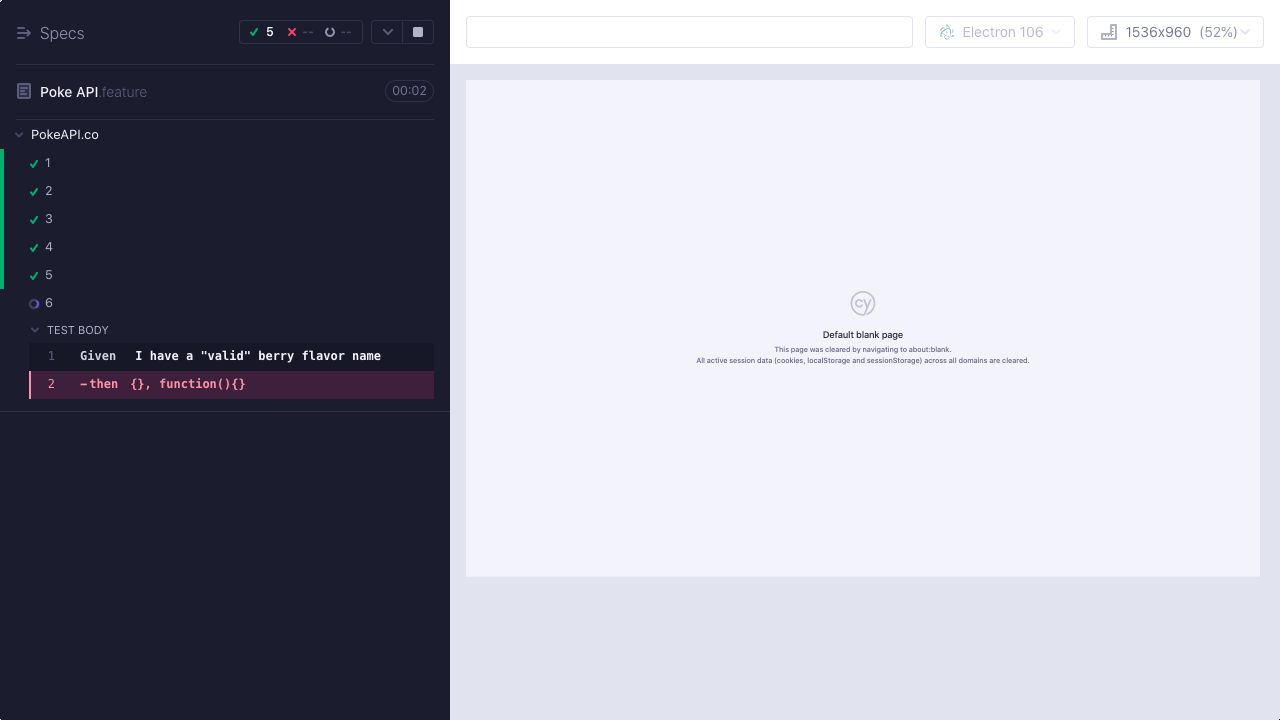 Specs
5
--
--
Electron 106
1536x960 (52%)
Poke API.feature
00:02
PokeAPI.co
1
2
3
4
5
6
TEST BODY
1 Given I have a "valid" berry flavor name
2 -then {}, function(){}
cy
Default blank page
This page was cleared by navigating to about:blank.
All active session data (cookies, localStorage and sessionStorage) across all domains are cleared.